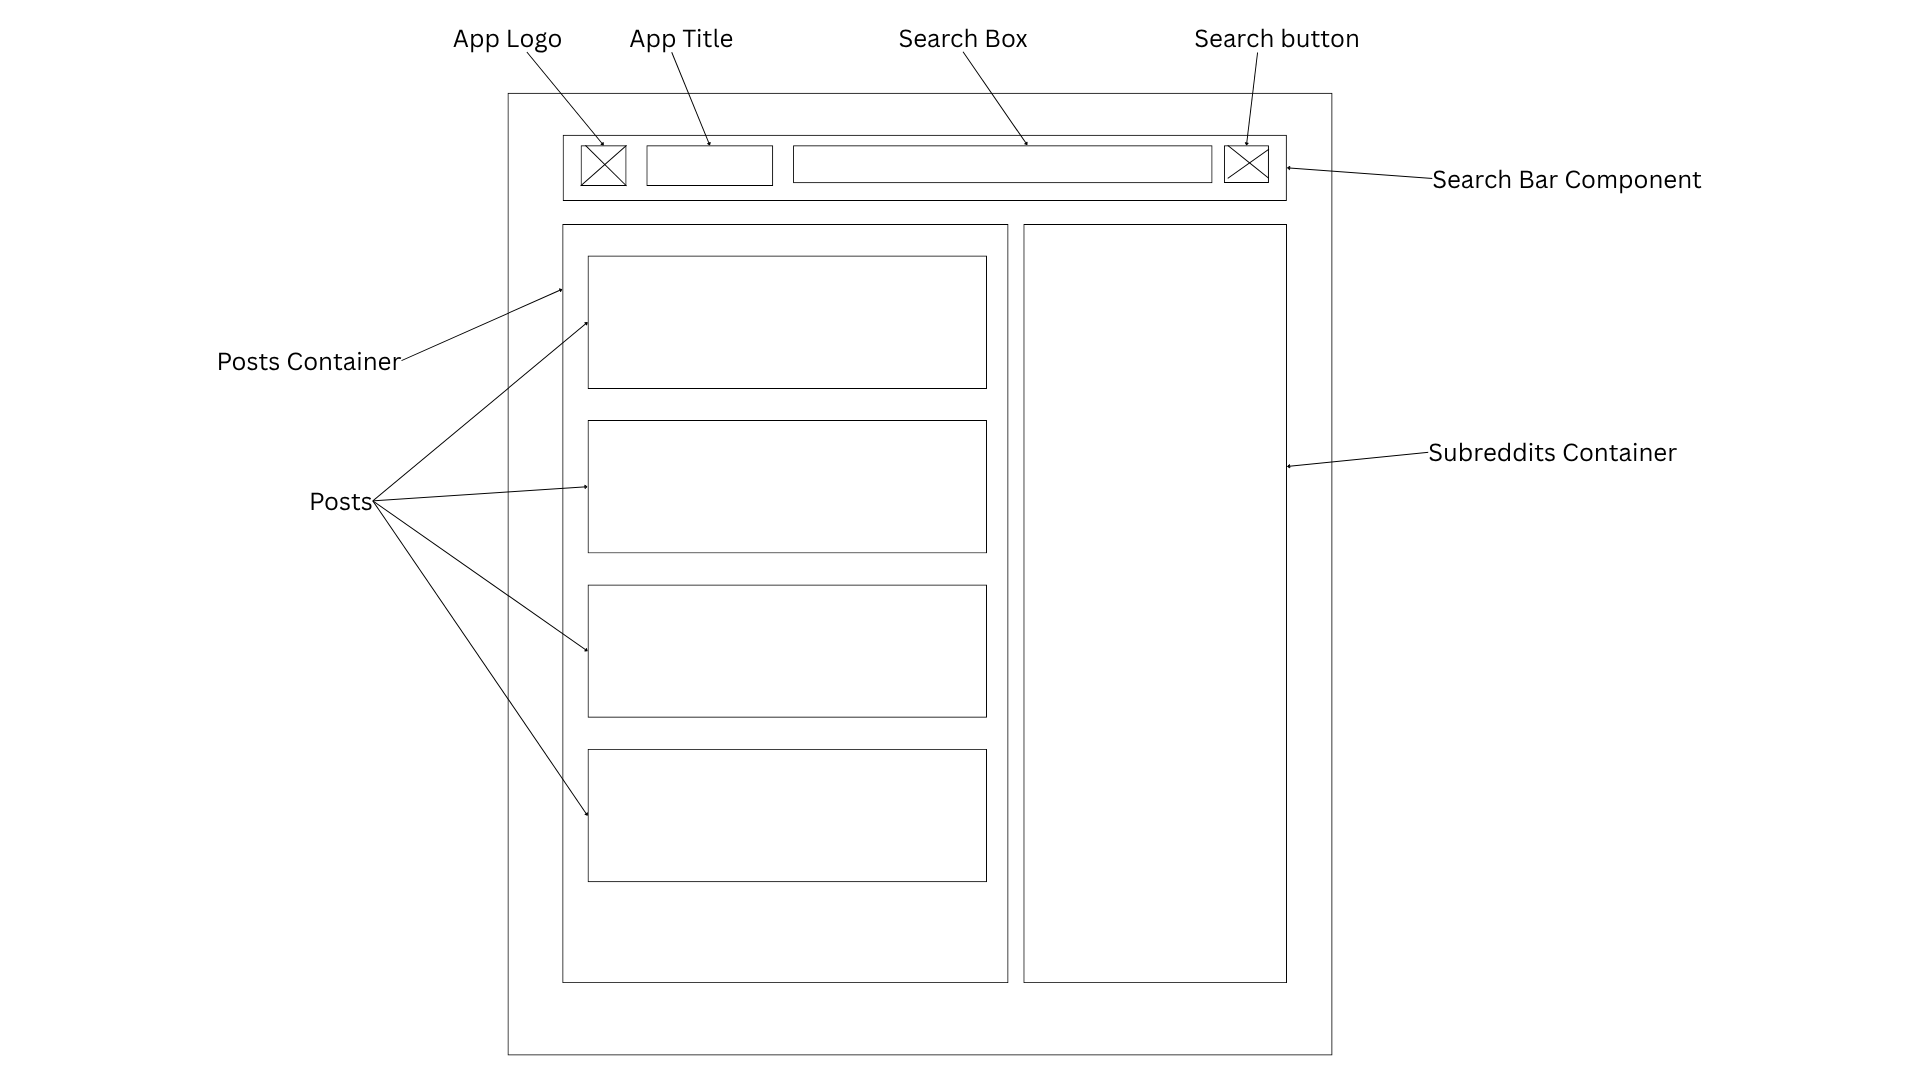 App Logo
App Title
Search Box
Search button
Search Bar Component
Posts Container
Subreddits Container
Posts